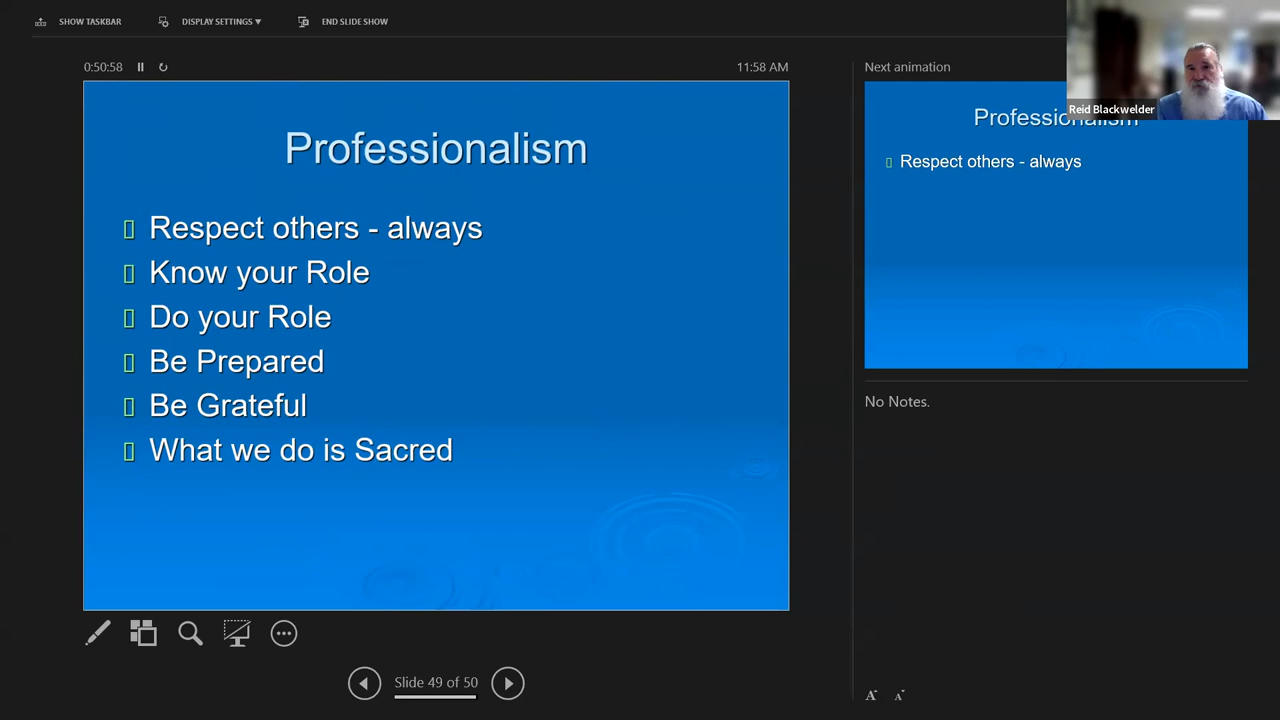 SHOW TASKBAR
DISPLAY SETTINGS ▼
END SLIDE SHOW
0:50:58
11:58 AM
Professionalism
Respect others - always
Know your Role
Do your Role
Be Prepared
Be Grateful
What we do is Sacred
Slide 49 of 50
Next animation
Reid Blackwelder
Professionalism
Respect others - always
No Notes.
A
A